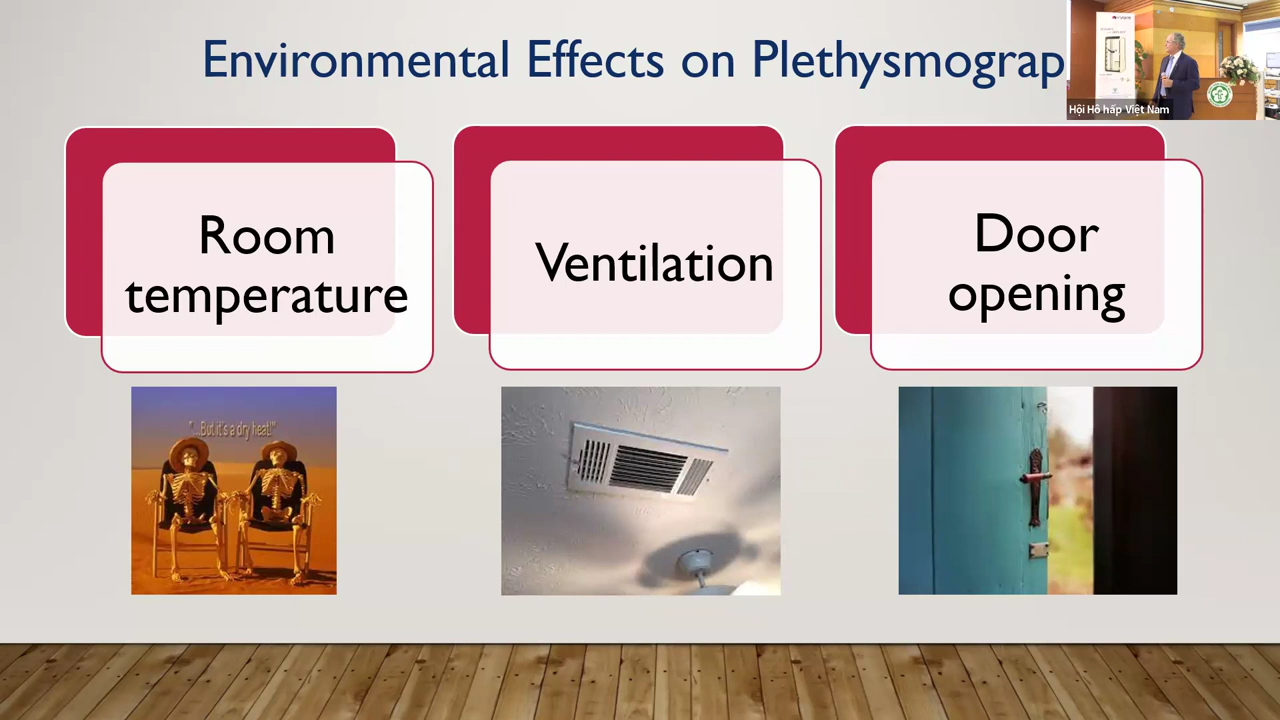 Environmental Effects on Plethysmograp
Hội Hô hấp Việt Nam
Room
temperature
Ventilation
Door
opening
"...But it's a dry heat!"